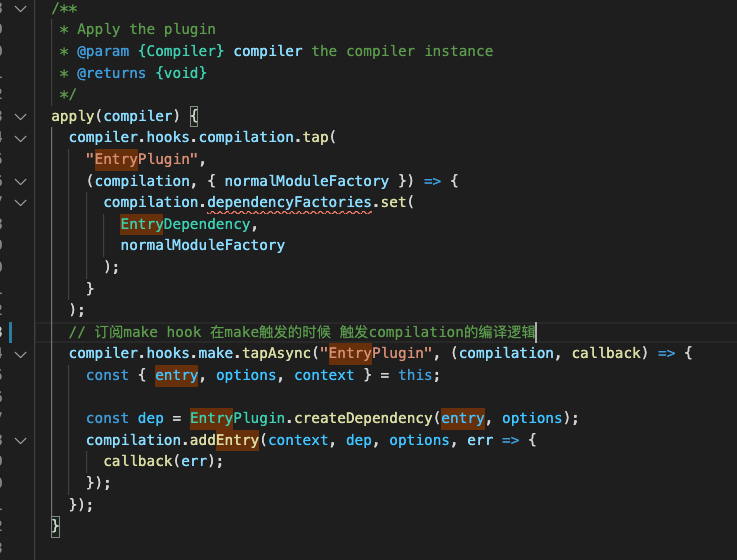 /**
* Apply the plugin
* @param {Compiler} compiler the compiler instance
* @returns {void}
*/
apply(compiler) {
compiler.hooks.compilation.tap(
"EntryPlugin",
(compilation, { normalModuleFactory }) => {
compilation.dependencyFactories.set(
EntryDependency,
normalModuleFactory
);
}
);
// 订阅make hook 在make触发的时候 触发compilation的编译逻辑
compiler.hooks.make.tapAsync("EntryPlugin", (compilation, callback) => {
const { entry, options, context } = this;
const dep = EntryPlugin.createDependency(entry, options);
compilation.addEntry(context, dep, options, err => {
callback(err);
});
});
}